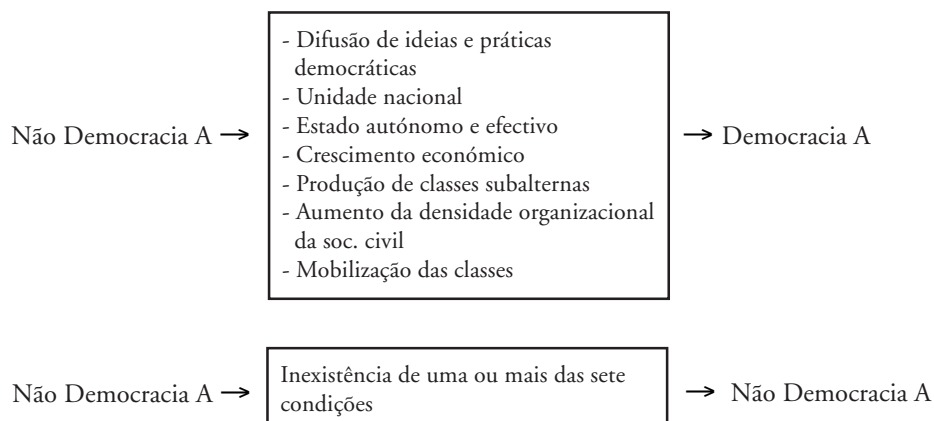 - Difusão de ideias e práticas
democráticas
- Unidade nacional
Não Democracia A → - Estado autónomo e efectivo → Democracia A
- Crescimento económico
- Produção de classes subalternas
- Aumento da densidade organizacional
da soc. civil
- Mobilização das classes
Não Democracia A → Inexistência de uma ou mais das sete → Não Democracia A
condições